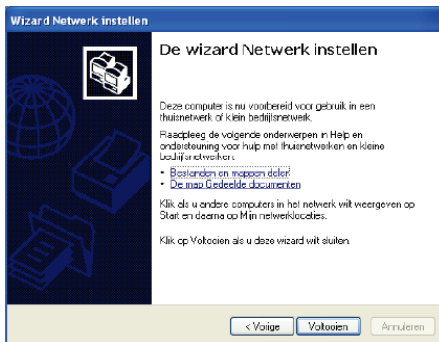 Wizard Netwerk instellen
De wizard Netwerk instellen
Deze computer is nu voorbereid voor gebruik in een
thuisnetwerk of klein bedrijfsnetwerk.
Raadpleeg de volgende onderwerpen in Help en
ondersteuning voor hulp met thuisnetwerken en kleine
bedrijfsnetwerken:
• Bestanden en mappen delen
• De map Gedeelde documenten
Klik als u andere computers in het netwerk wilt weergeven op
Start en daarna op Mijn netwerklocaties.
Klik op Voltooien als u deze wizard wilt sluiten.
< Vorige
Voltooien
Annuleren